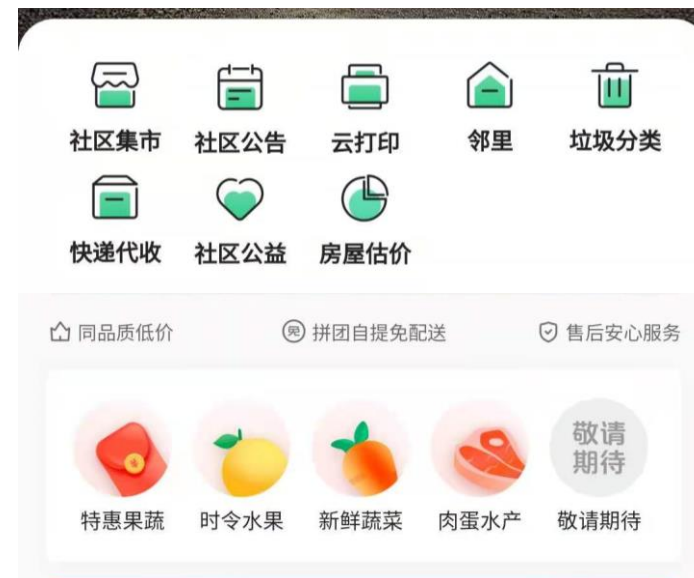 社区集市 社区公告 云打印 邻里 垃圾分类
快递代收 社区公益 房屋估价
同品质低价 免 拼团自提免配送 售后安心服务
敬请
期待
特惠果蔬 时令水果 新鲜蔬菜 肉蛋水产 敬请期待